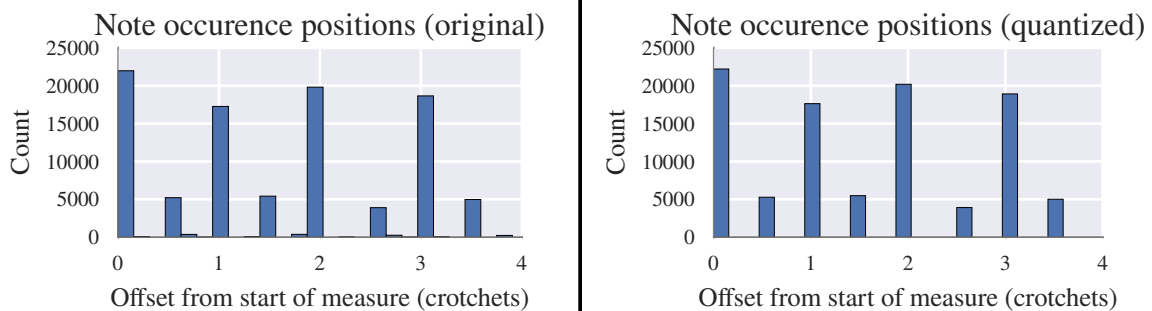 Note occurence positions (original)
25000
20000
15000
10000
5000
0
Count
0 1 2 3 4
Offset from start of measure (crotchets)
Note occurence positions (quantized)
25000
20000
15000
10000
5000
0
Count
0 1 2 3 4
Offset from start of measure (crotchets)